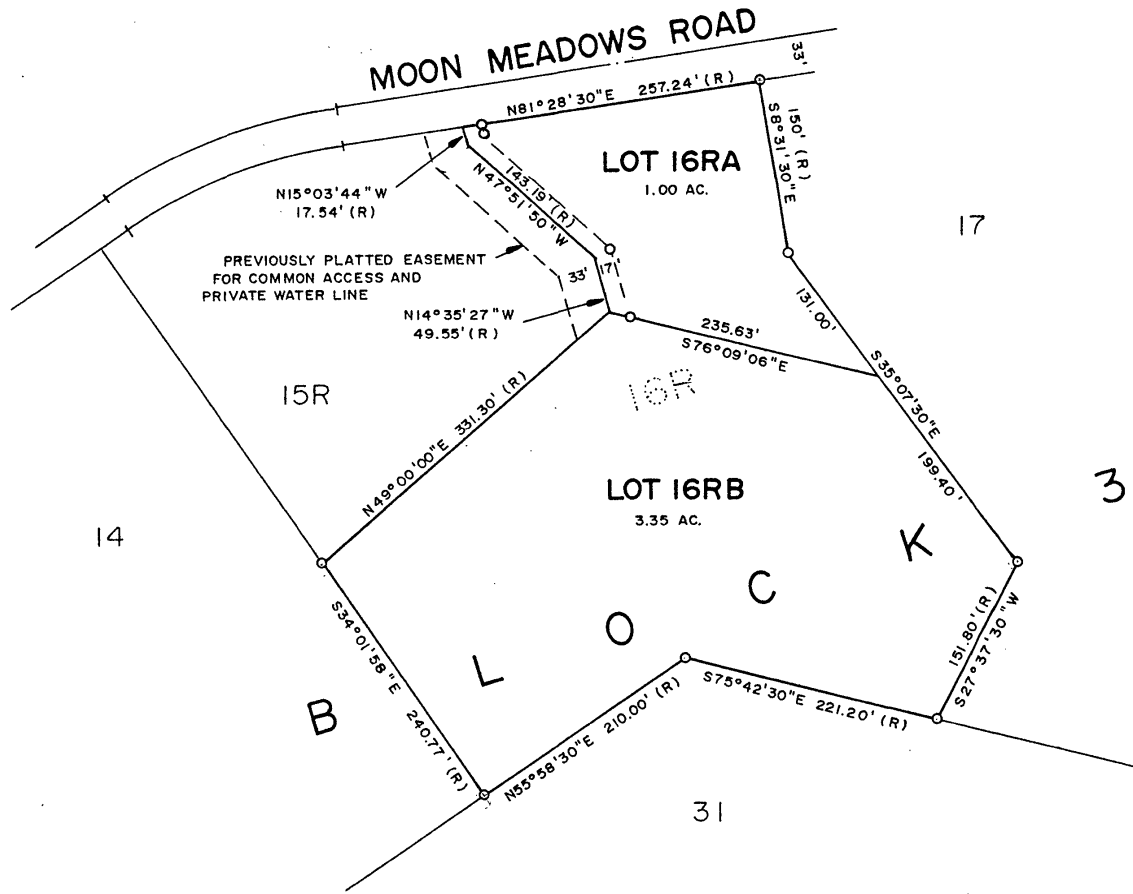 MOON MEADOWS ROAD
33'
N81°28'30"E 257.24' (R)
150' (R)
S8°31'30"E
LOT 16RA
1.00 AC.
N15°03'44"W
17.54' (R)
143.19' (R)
N47°51'50"W
17
PREVIOUSLY PLATTED EASEMENT
FOR COMMON ACCESS AND
PRIVATE WATER LINE
33'
17'
N14°35'27"W
49.55' (R)
131.00'
235.63'
S76°09'06"E
S35°07'30"E
15R
16R
N49°00'00"E 331.30' (R)
199.40'
LOT 16RB
3.35 AC.
14
3
S34°01'58"E 240.77' (R)
BLOCK
151.80' (R)
S27°37'30"W
N55°58'30"E 210.00' (R)
S75°42'30"E 221.20' (R)
31